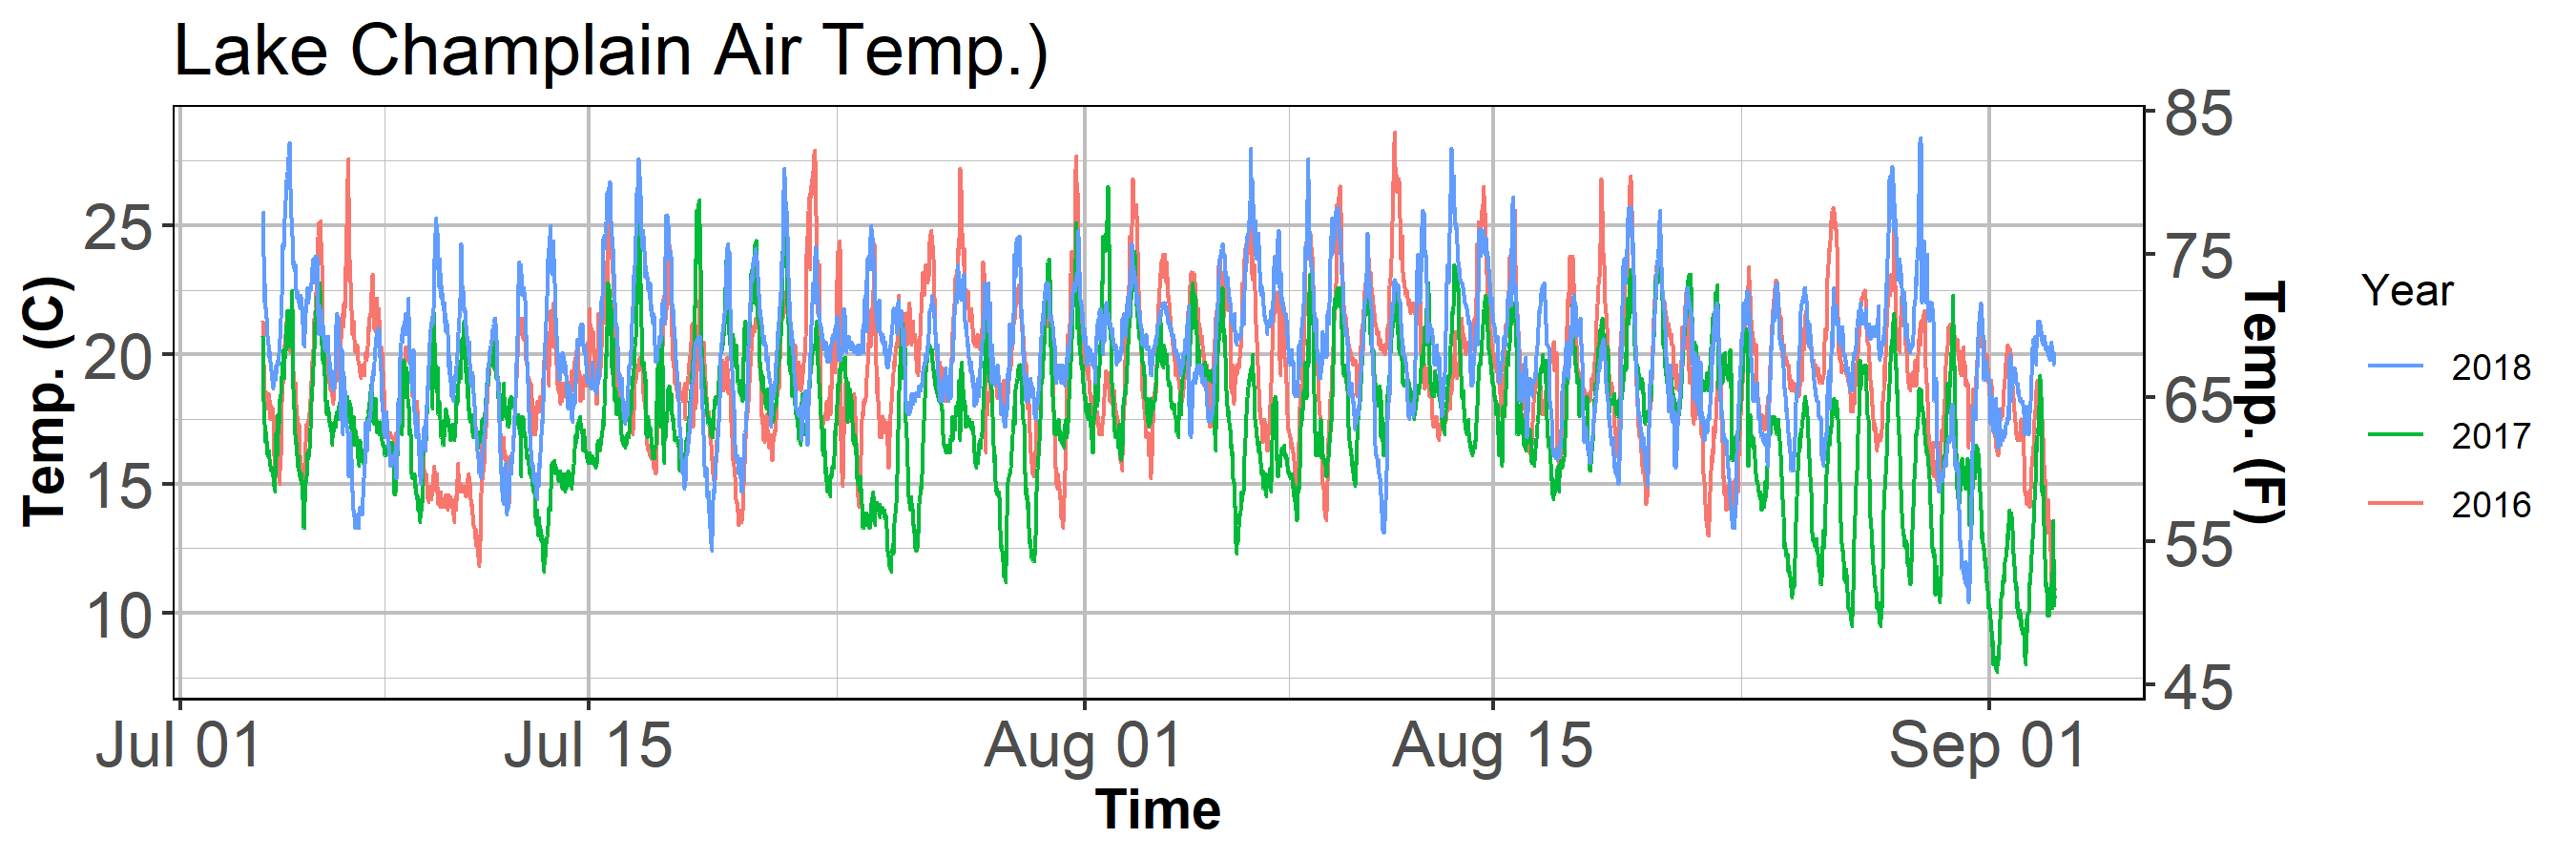 Lake Champlain Air Temp.)
Temp. (C)
25
20
15
10
85
75
65
55
45
Temp. (F)
Jul 01
Jul 15
Aug 01
Aug 15
Sep 01
Time
Year
2018
2017
2016